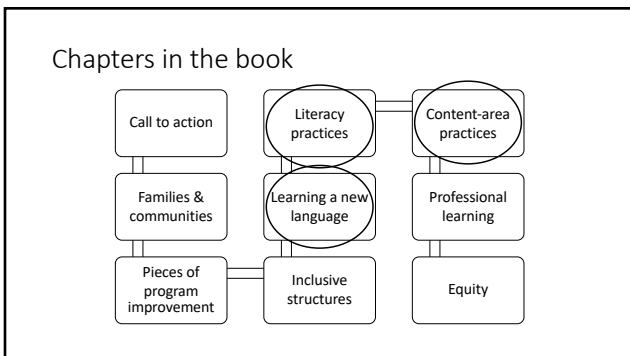 Chapters in the book
Call to action
Families &
communities
Pieces of
program
improvement
Inclusive
structures
Learning a new
language
Literacy
practices
Content-area
practices
Professional
learning
Equity